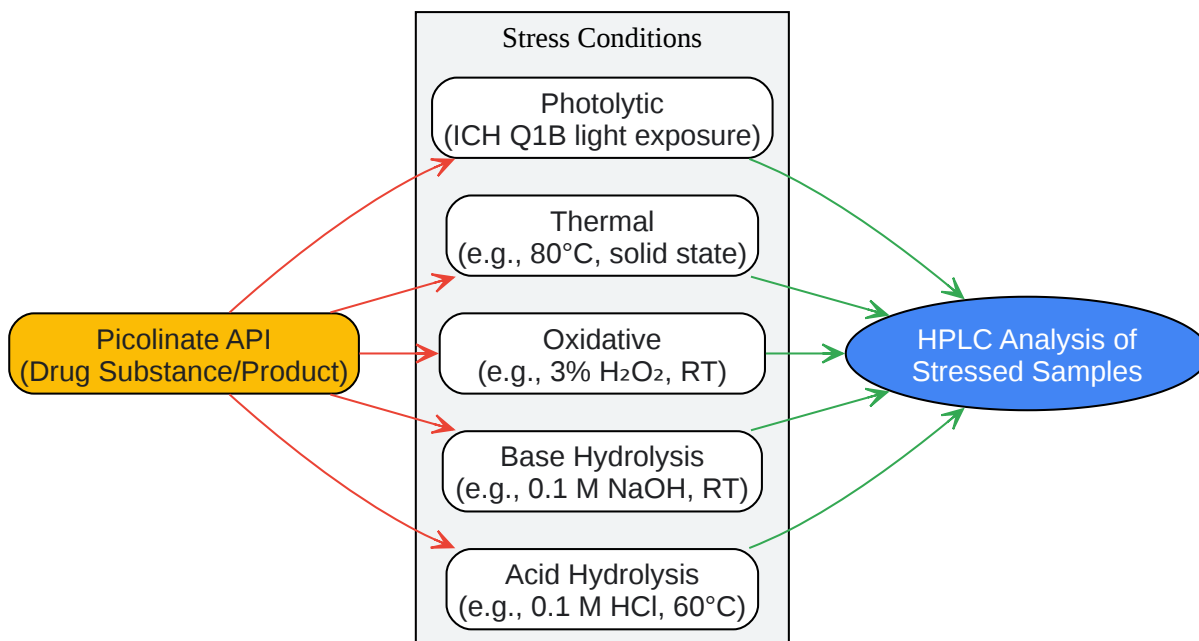 Stress Conditions
Photolytic
(ICH Q1B light exposure)
Thermal
(e.g., 80°C, solid state)
Picolinate API
(Drug Substance/Product)
Oxidative
(e.g., 3% H₂O₂, RT)
HPLC Analysis of
Stressed Samples
Base Hydrolysis
(e.g., 0.1 M NaOH, RT)
Acid Hydrolysis
(e.g., 0.1 M HCl, 60°C)